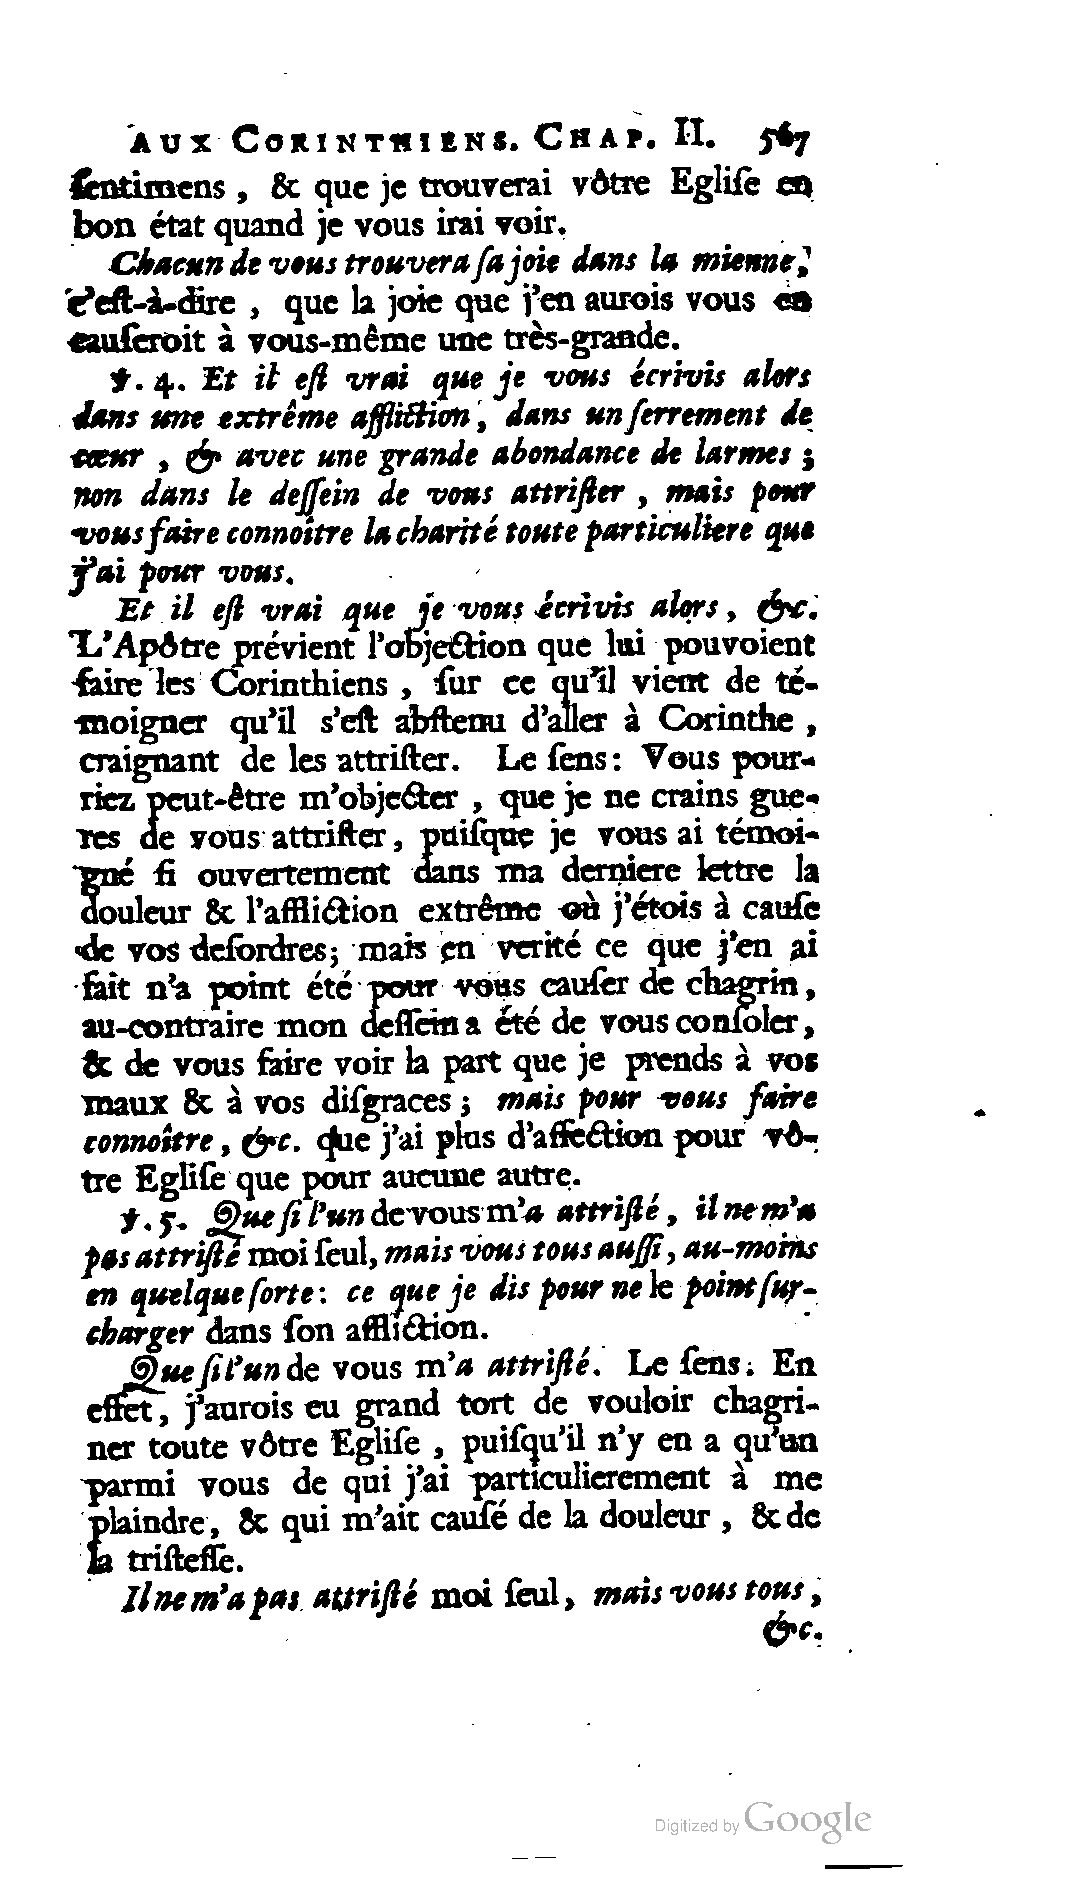 AUX CORINTHIENS. CHAP. II. 567
ſentimens , & que je trouverai vôtre Egliſe en
bon état quand je vous irai voir.
Chacun de vous trouvera ſa joie dans la mienne,
c'eſt-à-dire , que la joie que j'en aurois vous en
cauſeroit à vous-même une très-grande.
℣. 4. Et il eſt vrai que je vous écrivis alors
dans une extrême affliction , dans un ſerrement de
cœur , & avec une grande abondance de larmes ;
non dans le deſſein de vous attriſter , mais pour
vous faire connoître la charité toute particuliere que
j'ai pour vous.
Et il eſt vrai que je vous écrivis alors, &c.
L'Apôtre prévient l'objection que lui pouvoient
faire les Corinthiens , ſur ce qu'il vient de té-
moigner qu'il s'eſt abſtenu d'aller à Corinthe ,
craignant de les attriſter. Le ſens: Vous pour-
riez peut-être m'objecter , que je ne crains gue-
res de vous attriſter, puiſque je vous ai témoi-
gné ſi ouvertement dans ma derniere lettre la
douleur & l'affliction extrême où j'étois à cauſe
de vos deſordres; mais en verité ce que j'en ai
fait n'a point été pour vous cauſer de chagrin,
au-contraire mon deſſein a été de vous conſoler,
& de vous faire voir la part que je prends à vos
maux & à vos diſgraces ; mais pour vous faire
connoître, &c. que j'ai plus d'affection pour vô-
tre Egliſe que pour aucune autre.
℣. 5. Que ſi l'un de vous m'a attriſté, il ne m'a
pas attriſté moi ſeul, mais vous tous auſſi, au-moins
en quelque ſorte: ce que je dis pour ne le point ſur-
charger dans ſon affliction.
Que ſi l'un de vous m'a attriſté. Le ſens: En
effet, j'aurois eu grand tort de vouloir chagri-
ner toute vôtre Egliſe , puiſqu'il n'y en a qu'un
parmi vous de qui j'ai particulierement à me
plaindre, & qui m'ait cauſé de la douleur , & de
la triſteſſe.
Il ne m'a pas attriſté moi ſeul, mais vous tous,
&c.
Digitized by Google